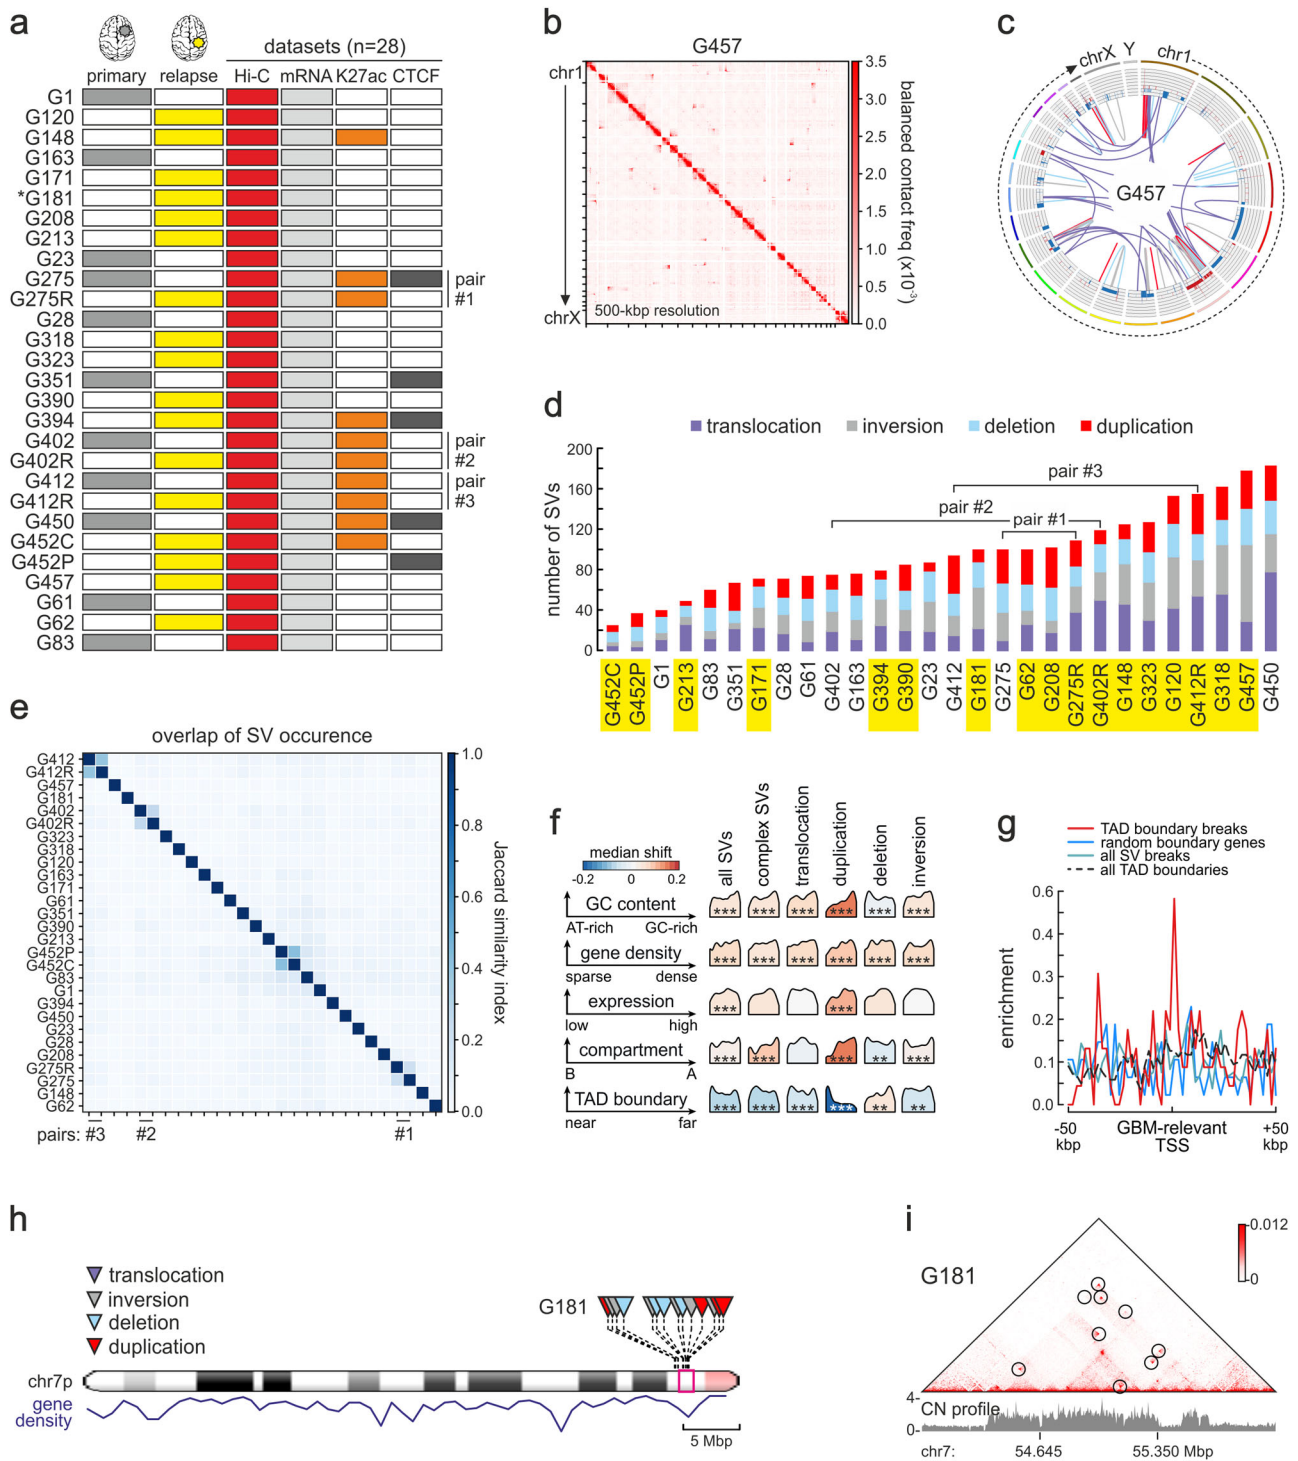 a
primary
relapse
datasets (n=28)
Hi-C
mRNA
K27ac
CTCF
G1
G120
G148
G163
G171
*G181
G208
G213
G23
G275
G275R
pair
#1
G28
G318
G323
G351
G390
G394
G402
G402R
pair
#2
G412
G412R
pair
#3
G450
G452C
G452P
G457
G61
G62
G83
b
G457
chr1
chrX
500-kbp resolution
3.5
3.0
2.5
2.0
1.5
1.0
0.5
0.0
balanced contact freq (x10⁻³)
c
chrX
Y
chr1
G457
d
translocation
inversion
deletion
duplication
number of SVs
200
160
120
80
40
0
pair #3
pair #2
pair #1
G452C
G452P
G1
G213
G83
G351
G171
G28
G61
G402
G163
G394
G390
G23
G412
G181
G275
G62
G208
G275R
G402R
G148
G323
G120
G412R
G318
G457
G450
e
overlap of SV occurence
G412
G412R
G457
G181
G402
G402R
G323
G318
G120
G163
G171
G61
G351
G390
G213
G452P
G452C
G83
G1
G394
G450
G23
G28
G208
G275R
G275
G148
G62
pairs: #3
#2
#1
1.0
0.8
0.6
0.4
0.2
0.0
Jaccard similarity index
f
median shift
-0.2
0
0.2
all SVs
complex SVs
translocation
duplication
deletion
inversion
GC content
AT-rich
GC-rich
*** *** *** *** *** ***
gene density
sparse
dense
*** *** *** *** *** ***
expression
low
high
*** ***
compartment
B
A
*** *** *** ** ***
TAD boundary
near
far
*** *** *** *** ** **
g
TAD boundary breaks
random boundary genes
all SV breaks
all TAD boundaries
enrichment
0.6
0.4
0.3
0.2
0.1
0.0
-50
kbp
GBM-relevant
TSS
+50
kbp
h
translocation
inversion
deletion
duplication
G181
chr7p
gene
density
5 Mbp
i
G181
0.012
0
4
CN profile
0
chr7:
54.645
55.350 Mbp